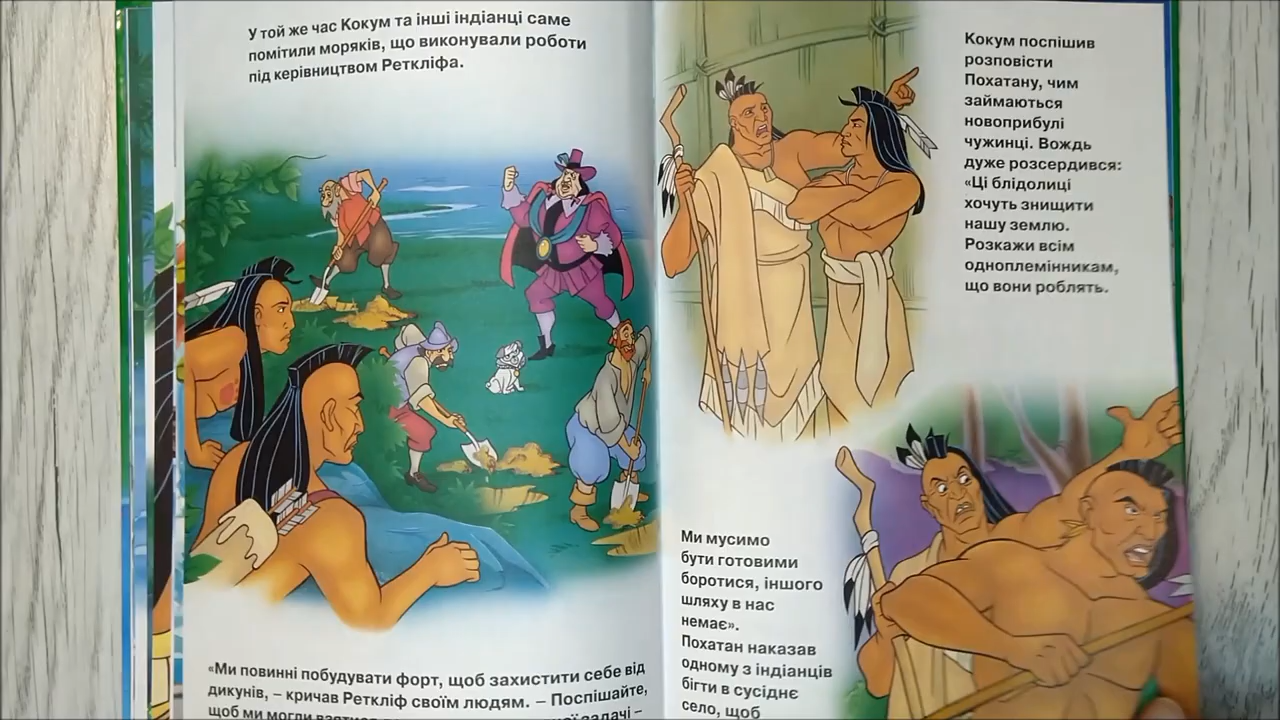 У той же час Кокум та інші індіанці саме
помітили моряків, що виконували роботи
під керівництвом Реткліфа.
«Ми повинні побудувати форт, щоб захистити себе від
дикунів, – кричав Реткліф своїм людям. – Поспішайте,
щоб ми могли задачі –
Кокум поспішив
розповісти
Похатану, чим
займаються
новоприбулі
чужинці. Вождь
дуже розсердився:
«Ці блідолиці
хочуть знищити
нашу землю.
Розкажи всім
одноплемінникам,
що вони роблять.
Ми мусимо
бути готовими
боротися, іншого
шляху в нас
немає».
Похатан наказав
одному з індіанців
бігти в сусіднє
село, щоб